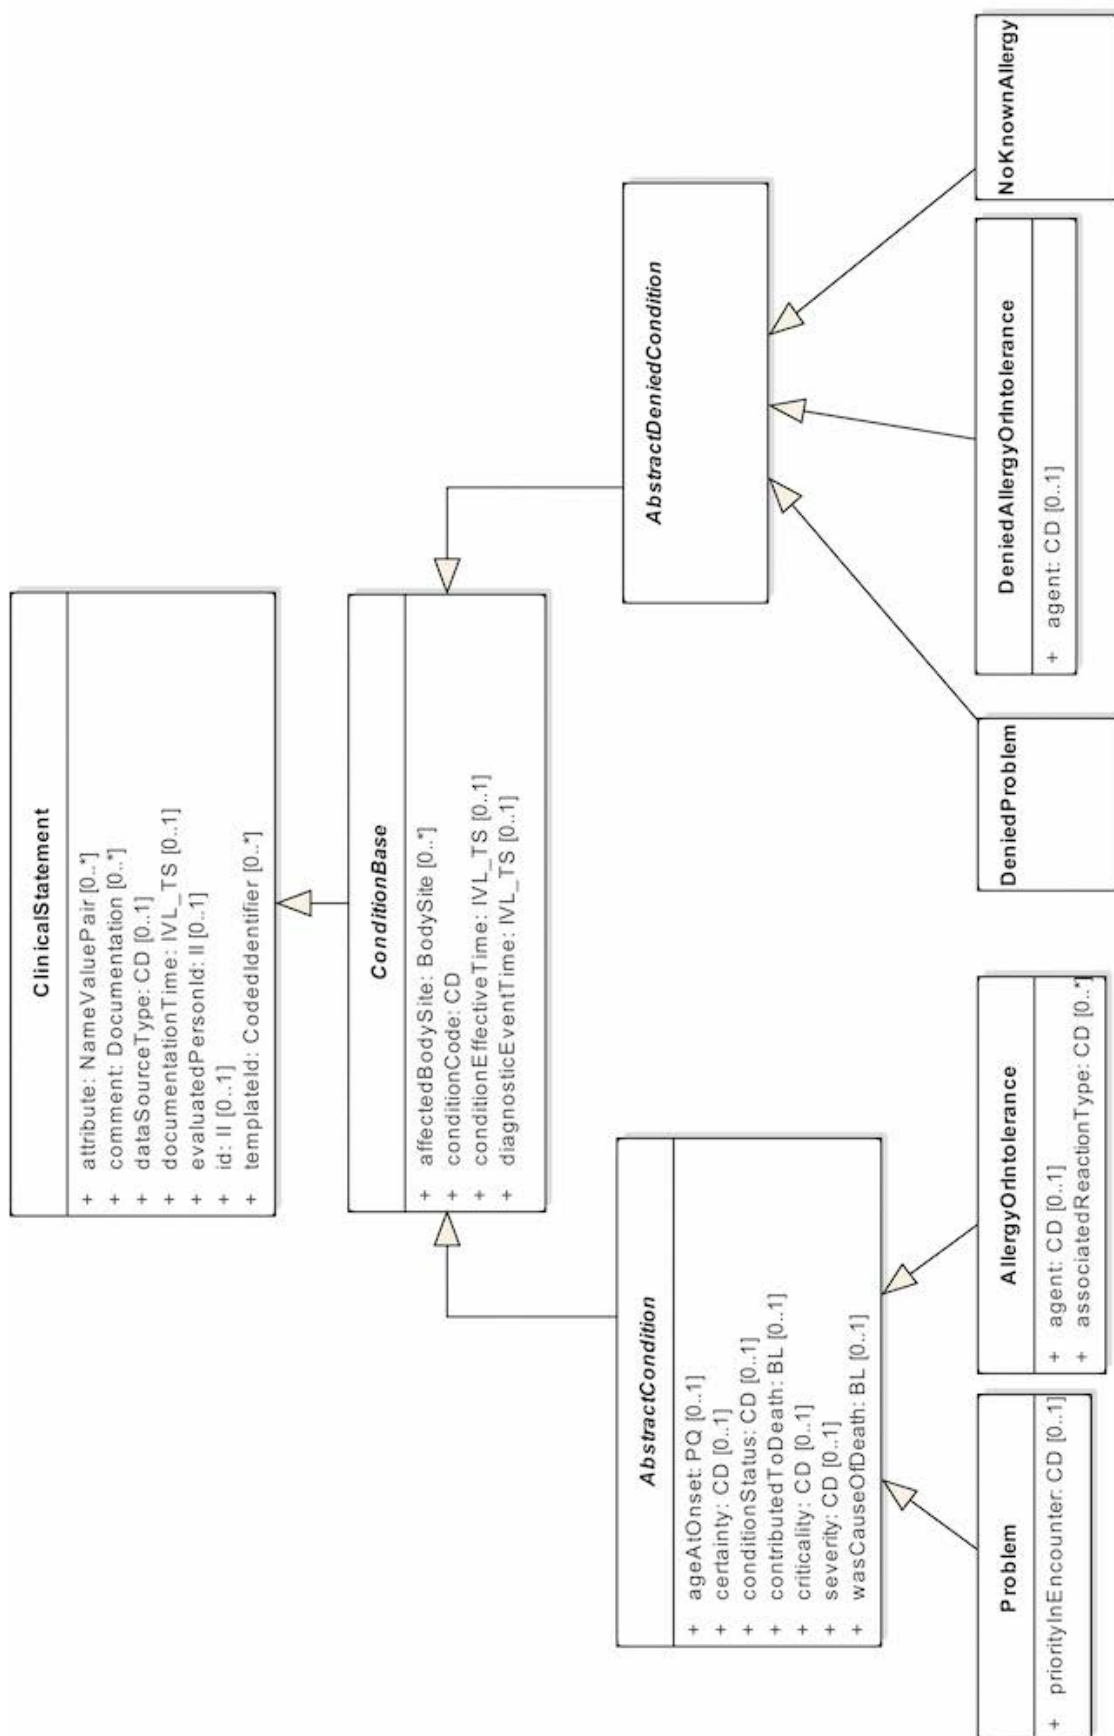 ClinicalStatement
+ attribute: NameValuePair [0..*]
+ comment: Documentation [0..*]
+ dataSourceType: CD [0..1]
+ documentationTime: IVL_TS [0..1]
+ evaluatedPersonId: II [0..1]
+ id: II [0..1]
+ templateId: CodedIdentifier [0..*]
ConditionBase
+ affectedBodySite: BodySite [0..*]
+ conditionCode: CD
+ conditionEffectiveTime: IVL_TS [0..1]
+ diagnosticEventTime: IVL_TS [0..1]
AbstractCondition
+ ageAtOnset: PQ [0..1]
+ certainty: CD [0..1]
+ conditionStatus: CD [0..1]
+ contributedToDeath: BL [0..1]
+ criticality: CD [0..1]
+ severity: CD [0..1]
+ wasCauseOfDeath: BL [0..1]
AbstractDeniedCondition
Problem
+ priorityInEncounter: CD [0..1]
AllergyOrIntolerance
+ agent: CD [0..1]
+ associatedReactionType: CD [0..*]
DeniedProblem
DeniedAllergyOrIntolerance
+ agent: CD [0..1]
NoKnownAllergy